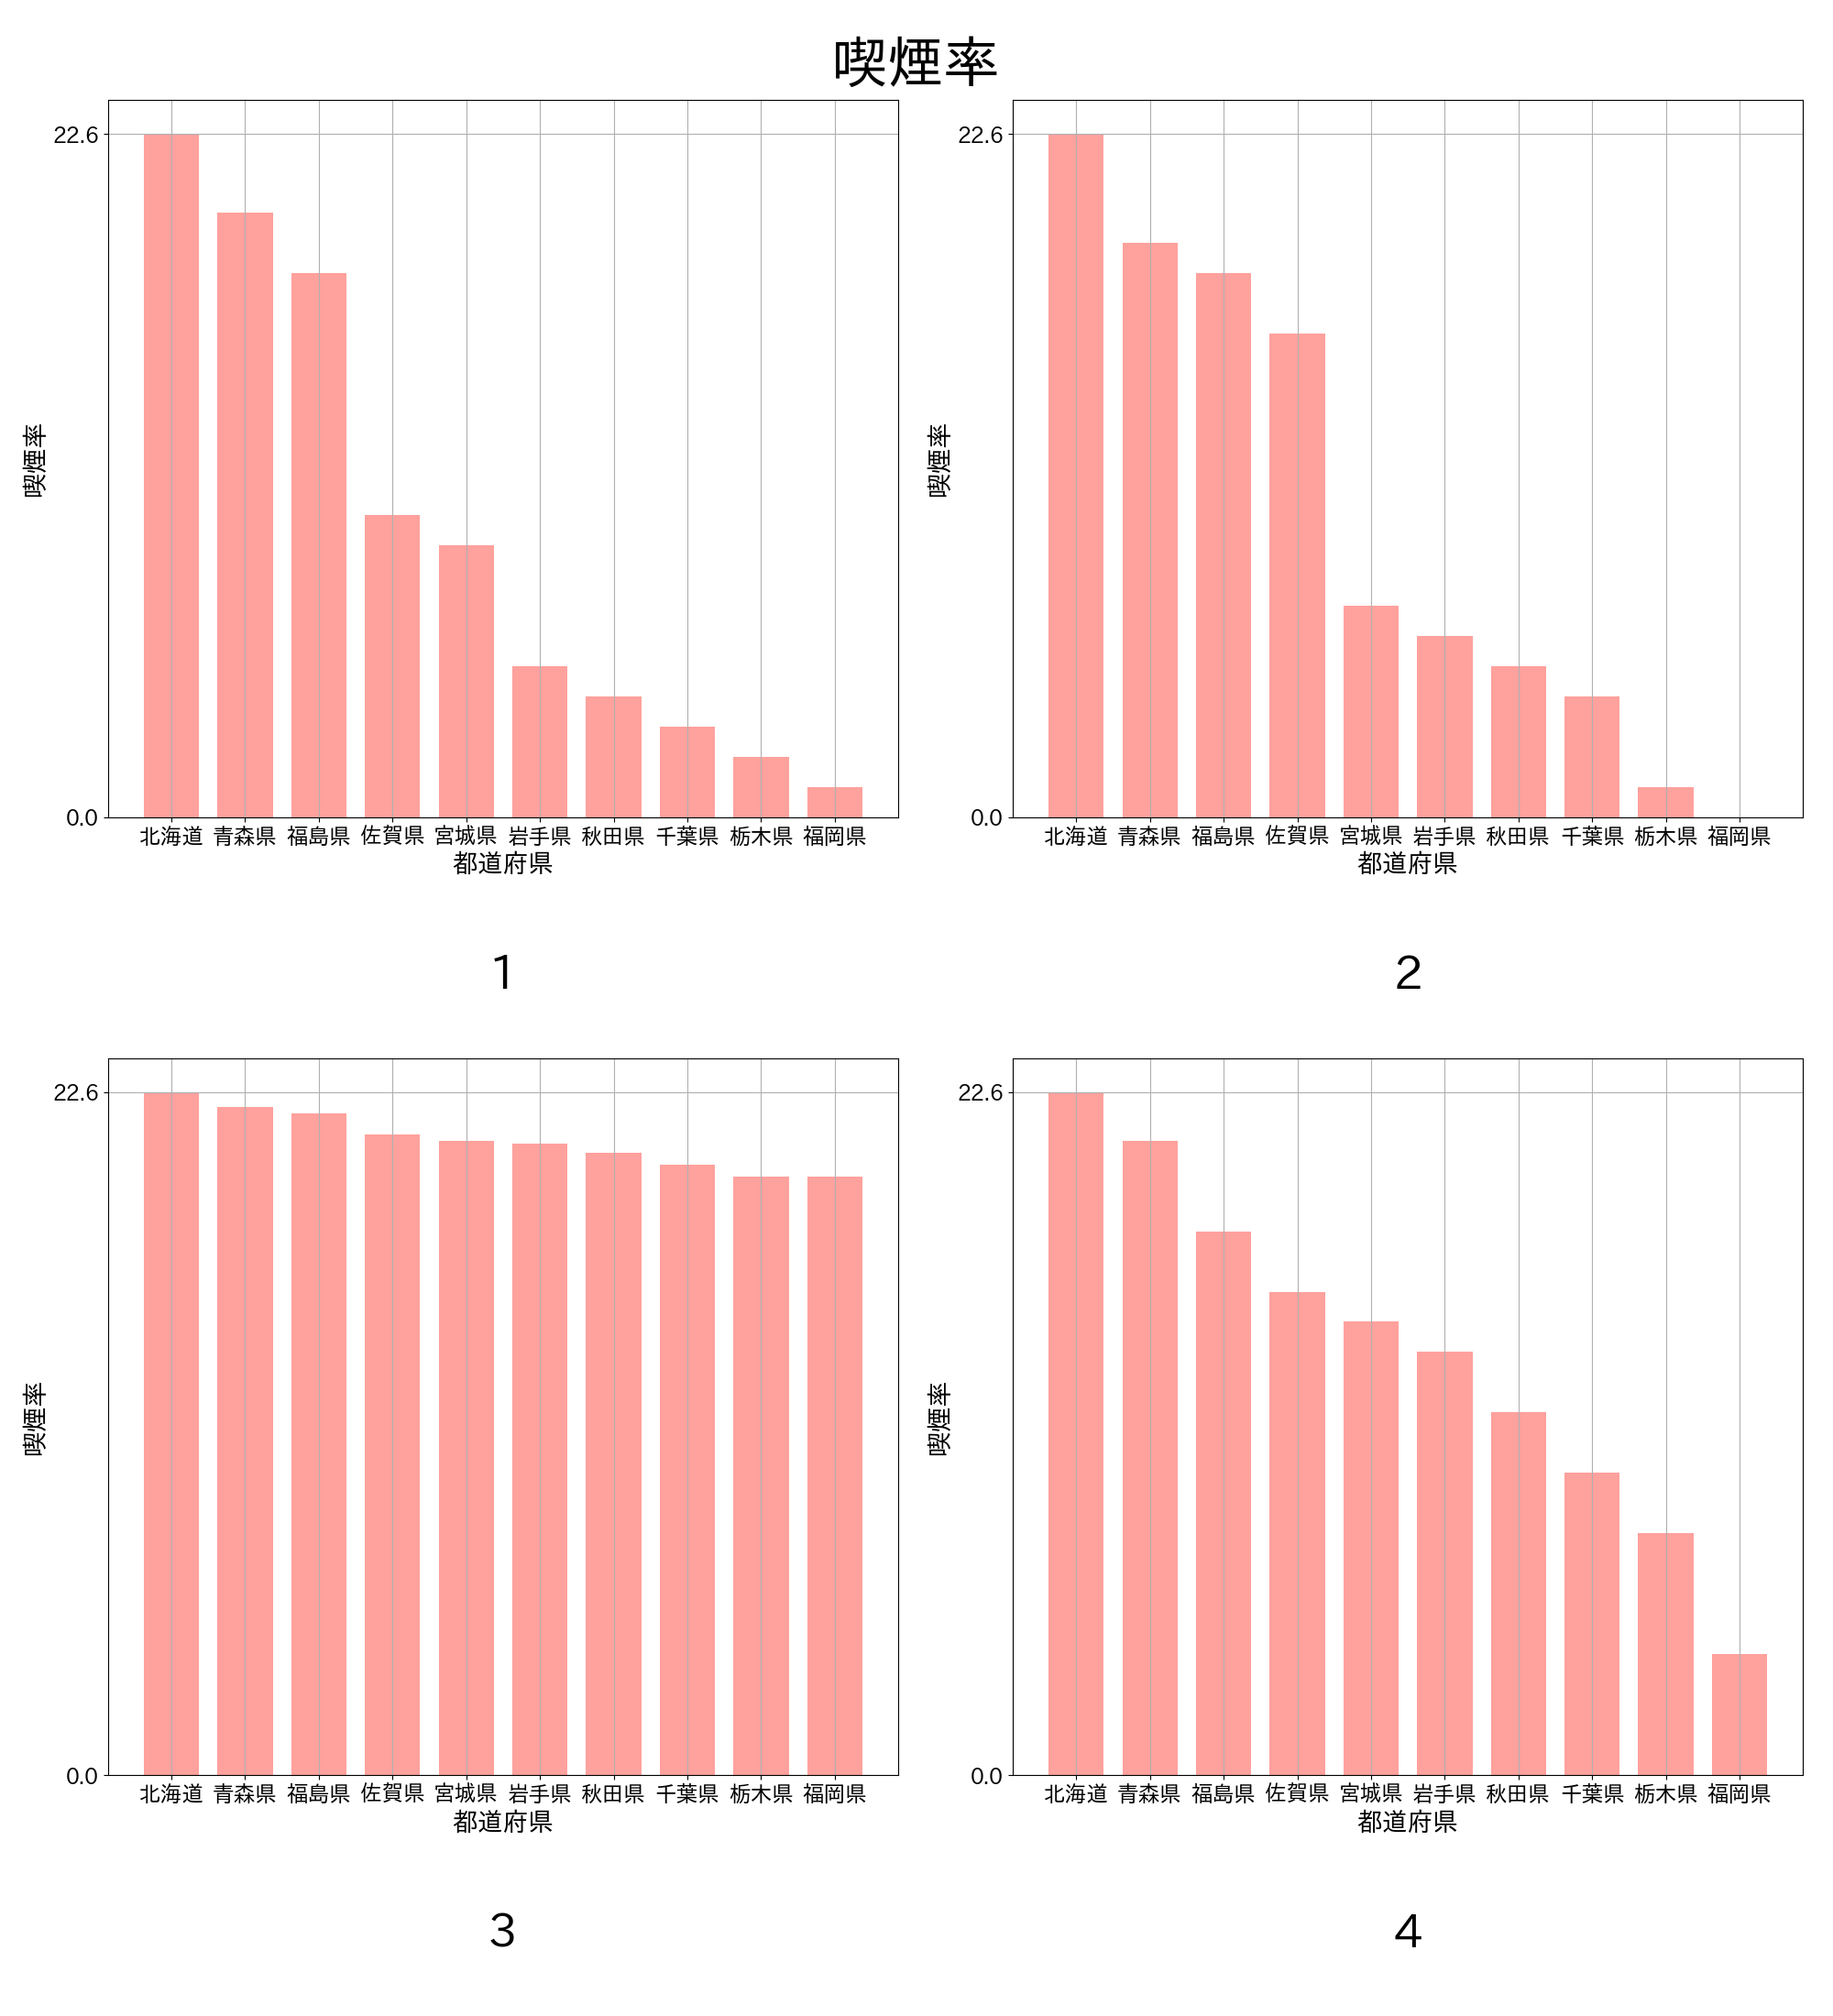 喫煙率
22.6
0.0
喫煙率
北海道 青森県 福島県 佐賀県 宮城県 岩手県 秋田県 千葉県 栃木県 福岡県
都道府県
1
22.6
0.0
喫煙率
北海道 青森県 福島県 佐賀県 宮城県 岩手県 秋田県 千葉県 栃木県 福岡県
都道府県
2
22.6
0.0
喫煙率
北海道 青森県 福島県 佐賀県 宮城県 岩手県 秋田県 千葉県 栃木県 福岡県
都道府県
3
22.6
0.0
喫煙率
北海道 青森県 福島県 佐賀県 宮城県 岩手県 秋田県 千葉県 栃木県 福岡県
都道府県
4